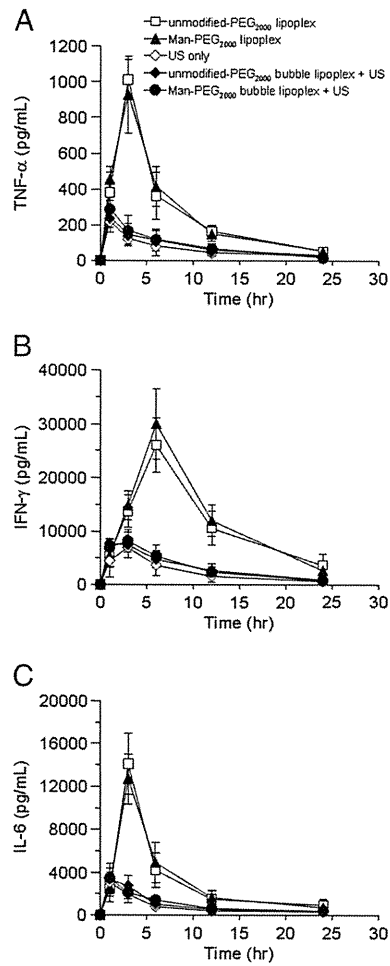 A
unmodified-PEG2000 lipoplex
Man-PEG2000 lipoplex
US only
unmodified-PEG2000 bubble lipoplex + US
Man-PEG2000 bubble lipoplex + US
1200
1000
800
600
400
200
0
TNF-α (pg/mL)
0 5 10 15 20 25 30
Time (hr)
B
40000
30000
20000
10000
0
IFN-γ (pg/mL)
0 5 10 15 20 25 30
Time (hr)
C
20000
16000
12000
8000
4000
0
IL-6 (pg/mL)
0 5 10 15 20 25 30
Time (hr)